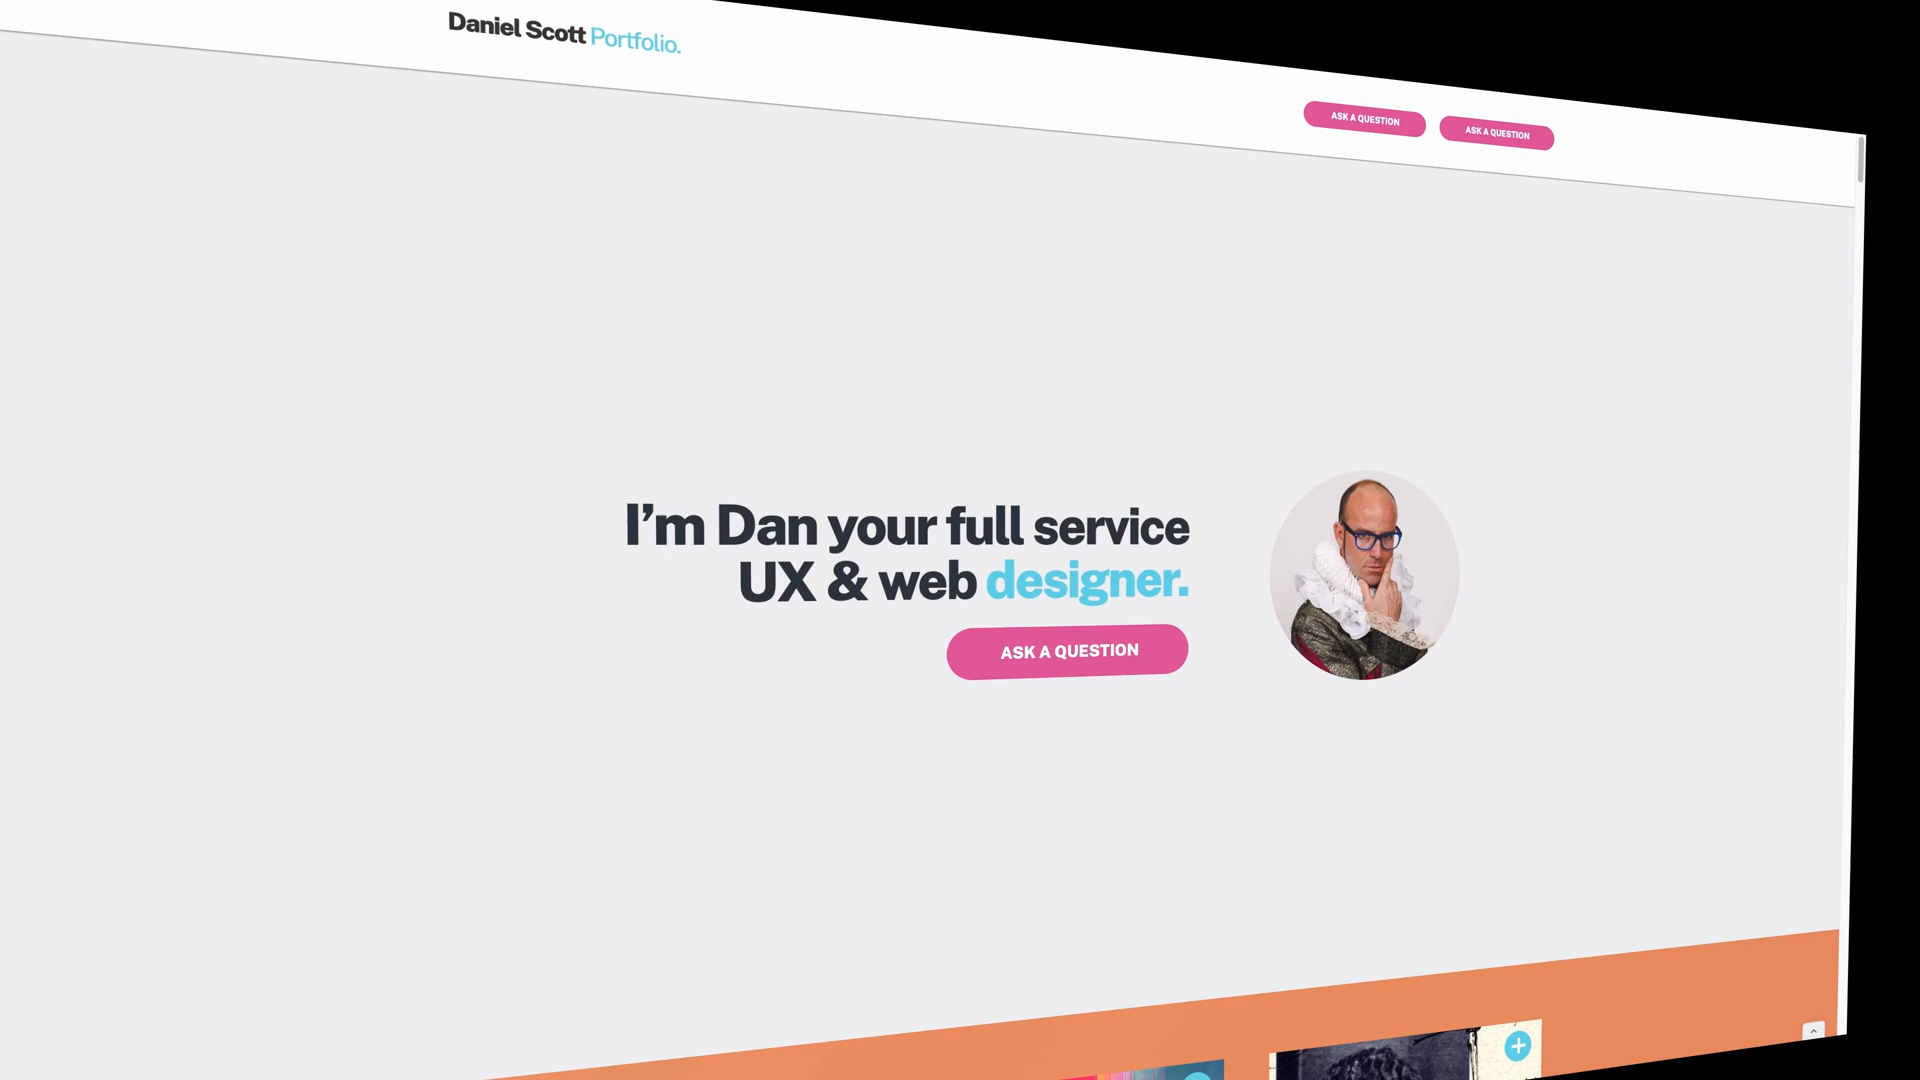 Daniel Scott Portfolio.
ASK A QUESTION
ASK A QUESTION
I’m Dan your full service
UX & web designer.
ASK A QUESTION